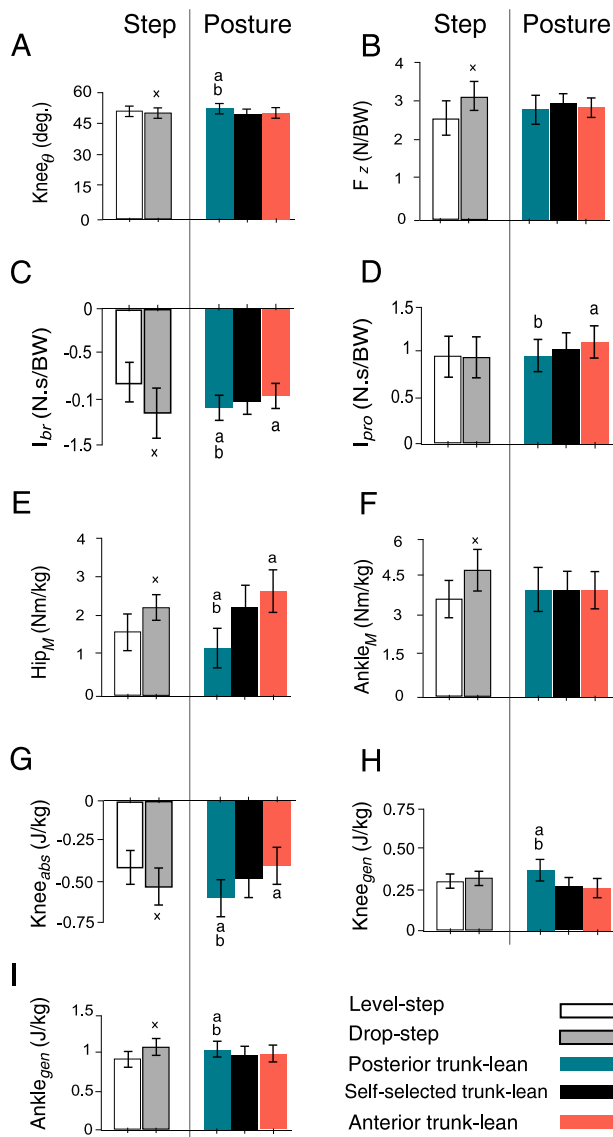 Step Posture
A
Knee θ (deg.)
60
45
30
15
0
x
a
b
Step Posture
B
F z (N/BW)
4
3
2
1
0
x
C
I br (N.s/BW)
0
-0.5
-0.1
-1.5
x
a
b
a
D
I pro (N.s/BW)
1.5
1
0.5
0
b
a
E
Hip M (Nm/kg)
4
3
2
1
0
x
a
b
a
F
Ankle M (Nm/kg)
6
4.5
3
1.5
0
x
G
Knee abs (J/kg)
0
-0.25
-0.50
-0.75
x
a
b
a
H
Knee gen (J/kg)
0.75
0.50
0.25
0
a
b
I
Ankle gen (J/kg)
1.5
1
0.5
0
x
a
b
Level-step
Drop-step
Posterior trunk-lean
Self-selected trunk-lean
Anterior trunk-lean